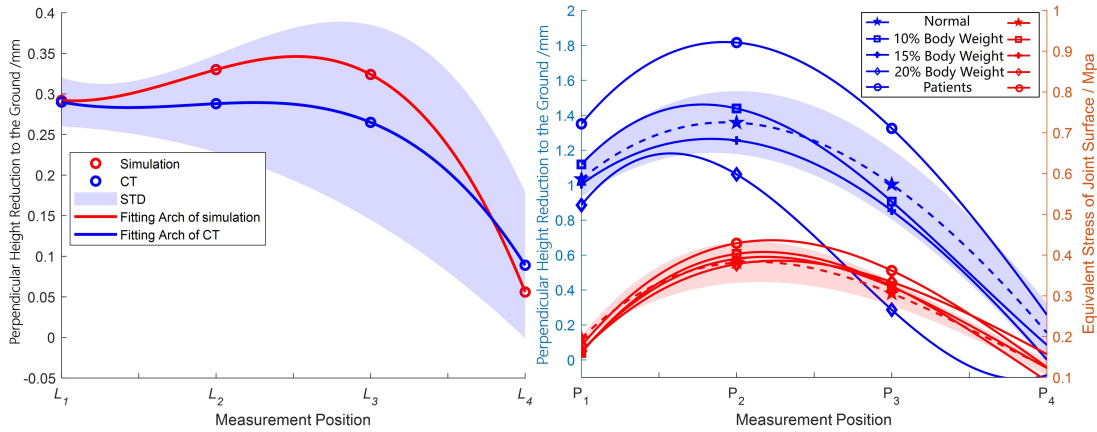 0.4
0.35
0.3
0.25
0.2
0.15
0.1
0.05
0
-0.05
Perpendicular Height Reduction to the Ground /mm
Simulation
CT
STD
Fitting Arch of simulation
Fitting Arch of CT
L1
L2
L3
L4
Measurement Position
2
1.8
1.6
1.4
1.2
1
0.8
0.6
0.4
0.2
0
Perpendicular Height Reduction to the Ground /mm
Normal
10% Body Weight
15% Body Weight
20% Body Weight
Patients
1
0.9
0.8
0.7
0.6
0.5
0.4
0.3
0.2
0.1
Equivalent Stress of Joint Surface / Mpa
P1
P2
P3
P4
Measurement Position